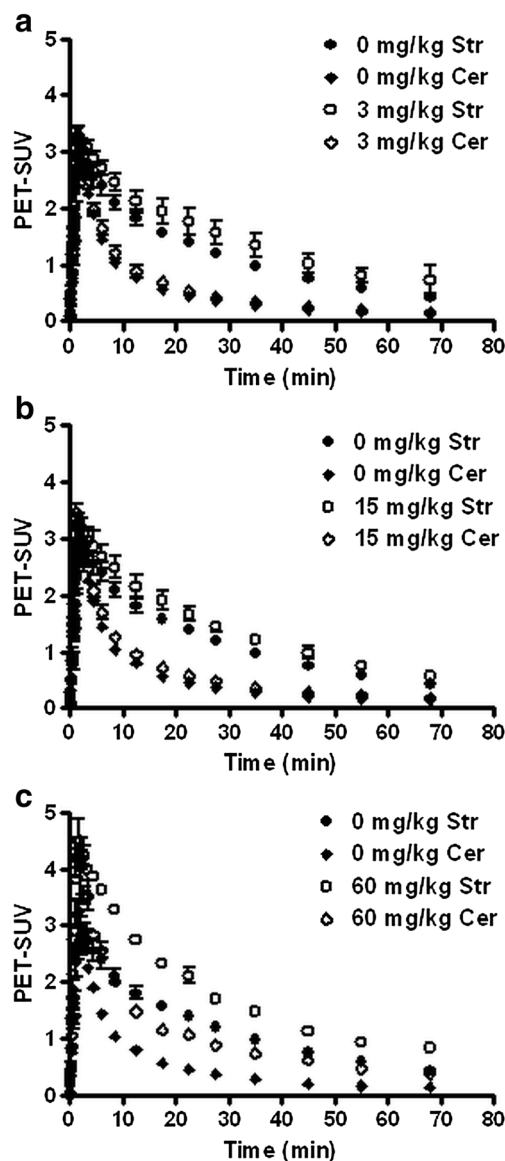 a
5
4
3
2
1
0
PET-SUV
0 10 20 30 40 50 60 70 80
Time (min)
0 mg/kg Str
0 mg/kg Cer
3 mg/kg Str
3 mg/kg Cer
b
5
4
3
2
1
0
PET-SUV
0 10 20 30 40 50 60 70 80
Time (min)
0 mg/kg Str
0 mg/kg Cer
15 mg/kg Str
15 mg/kg Cer
c
5
4
3
2
1
0
PET-SUV
0 10 20 30 40 50 60 70 80
Time (min)
0 mg/kg Str
0 mg/kg Cer
60 mg/kg Str
60 mg/kg Cer